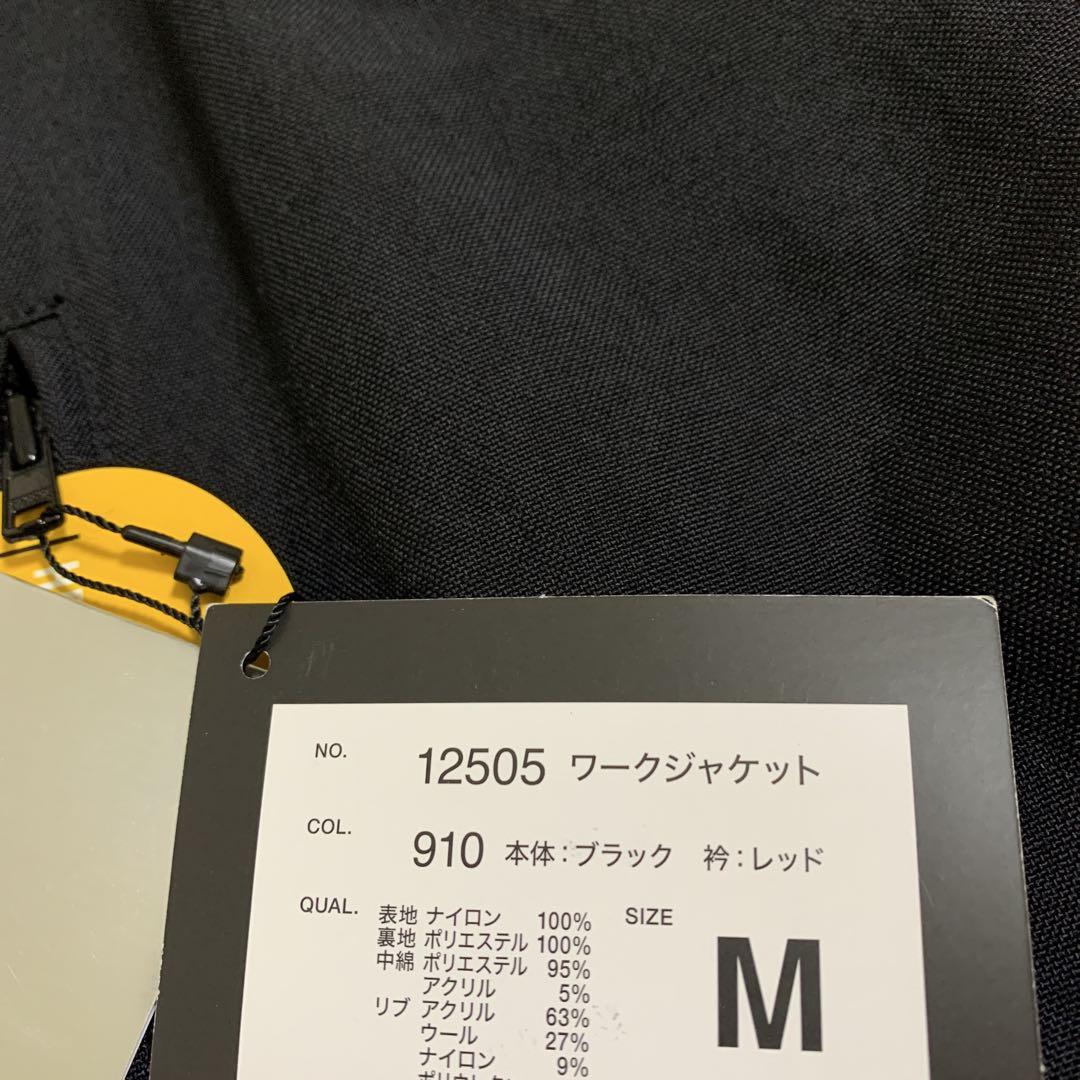 NO. 12505 ワークジャケット
COL. 910 本体：ブラック 衿：レッド
QUAL. 表地 ナイロン 100% SIZE
裏地 ポリエステル 100% M
中綿 ポリエステル 95%
アクリル 5%
リブ アクリル 63%
ウール 27%
ナイロン 9%